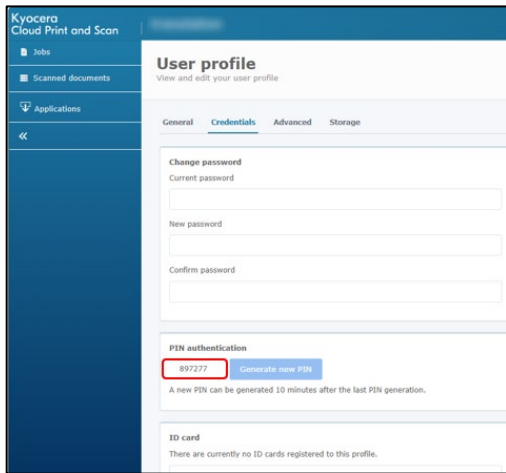 Kyocera
Cloud Print and Scan
Jobs
Scanned documents
Applications
User profile
View and edit your user profile
General Credentials Advanced Storage
Change password
Current password
New password
Confirm password
PIN authentication
897277 Generate new PIN
A new PIN can be generated 10 minutes after the last PIN generation.
ID card
There are currently no ID cards registered to this profile.